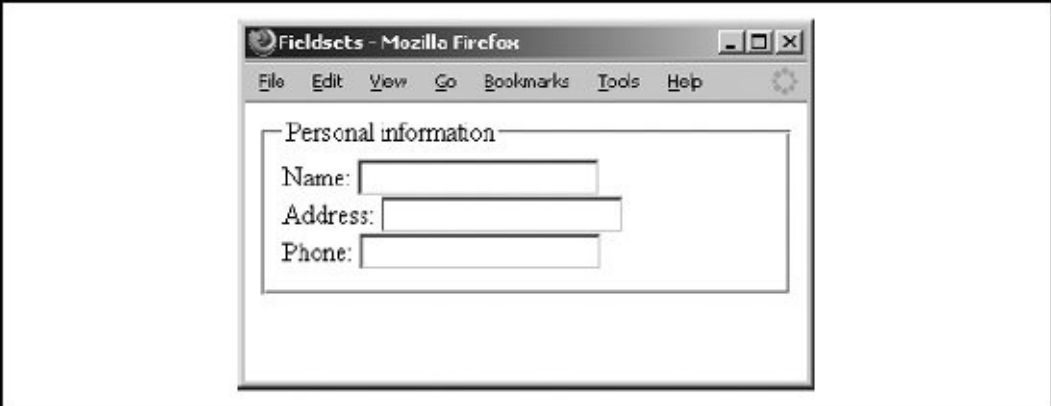 Fieldsets - Mozilla Firefox
File Edit View Go Bookmarks Tools Help
Personal information
Name:
Address:
Phone: